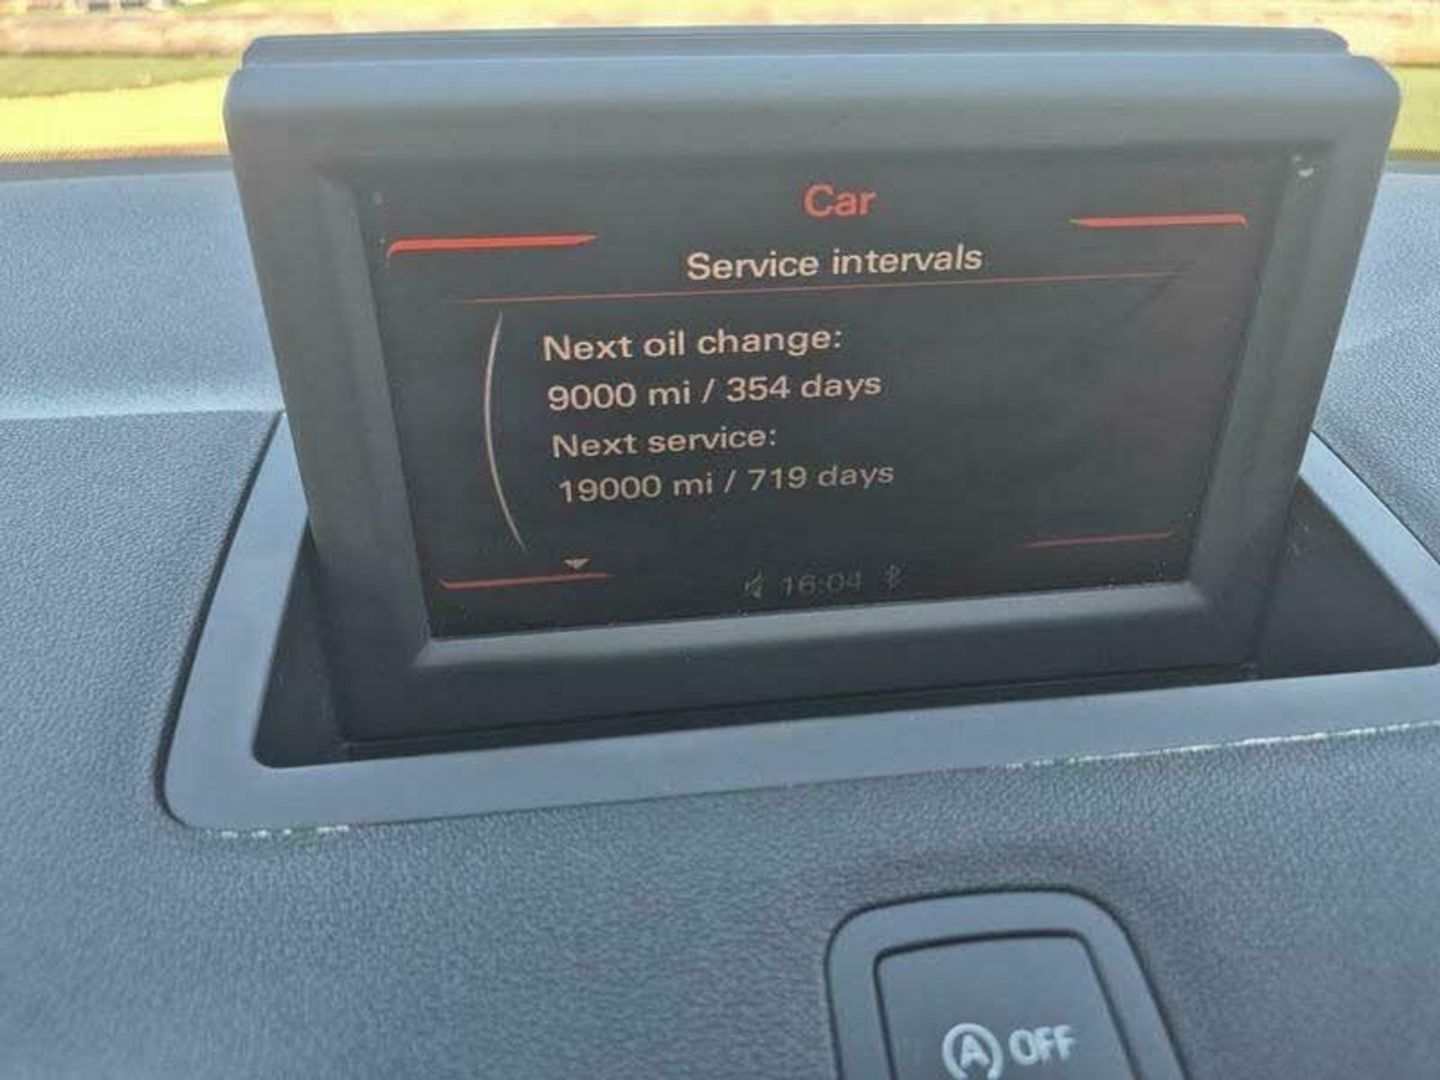 Car
Service intervals
Next oil change:
9000 mi / 354 days
Next service:
19000 mi / 719 days
16:04
A OFF